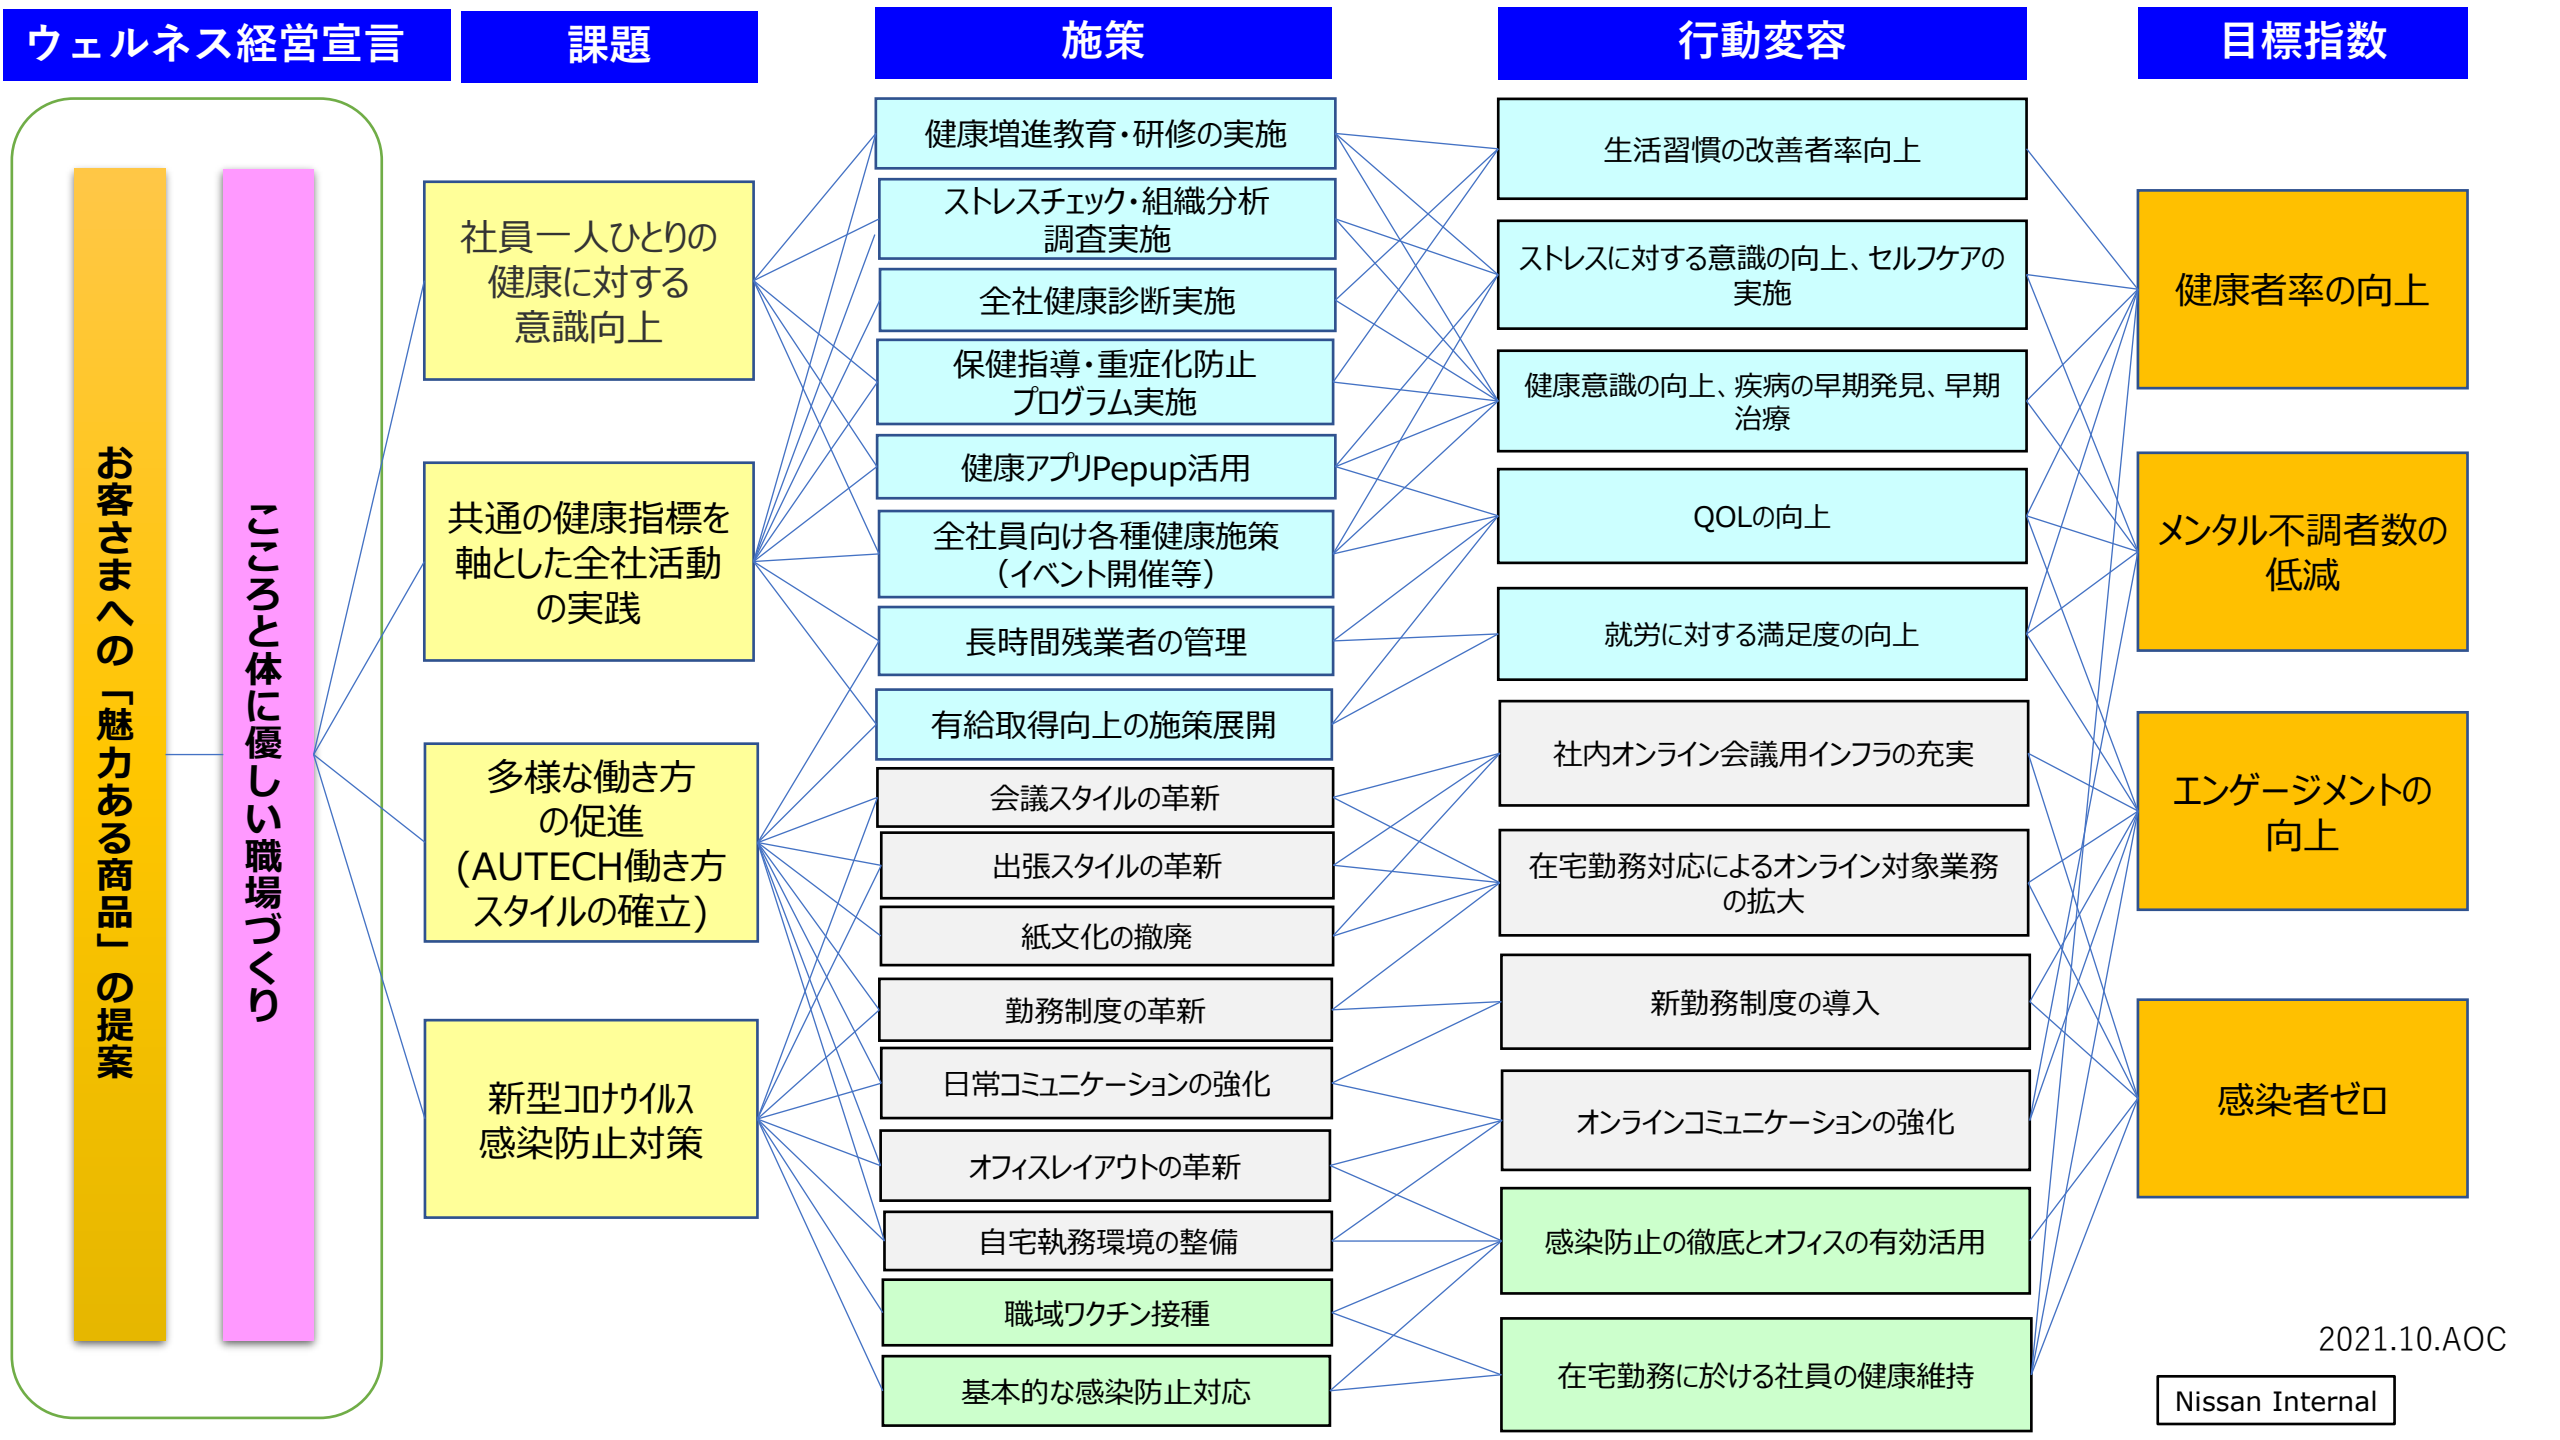 ウェルネス経営宣言
課題
施策
行動変容
目標指数
お客さまへの「魅力ある商品」の提案
こころと体に優しい職場づくり
社員一人ひとりの
健康に対する
意識向上
共通の健康指標を
軸とした全社活動
の実践
多様な働き方
の促進
(AUTECH働き方
スタイルの確立)
新型コロナウイルス
感染防止対策
健康増進教育・研修の実施
ストレスチェック・組織分析
調査実施
全社健康診断実施
保健指導・重症化防止
プログラム実施
健康アプリPepup活用
全社員向け各種健康施策
（イベント開催等）
長時間残業者の管理
有給取得向上の施策展開
会議スタイルの革新
出張スタイルの革新
紙文化の撤廃
勤務制度の革新
日常コミュニケーションの強化
オフィスレイアウトの革新
自宅執務環境の整備
職域ワクチン接種
基本的な感染防止対応
生活習慣の改善者率向上
ストレスに対する意識の向上、セルフケアの
実施
健康意識の向上、疾病の早期発見、早期
治療
QOLの向上
就労に対する満足度の向上
社内オンライン会議用インフラの充実
在宅勤務対応によるオンライン対象業務
の拡大
新勤務制度の導入
オンラインコミュニケーションの強化
感染防止の徹底とオフィスの有効活用
在宅勤務に於ける社員の健康維持
健康者率の向上
メンタル不調者数の
低減
エンゲージメントの
向上
感染者ゼロ
2021.10.AOC
Nissan Internal